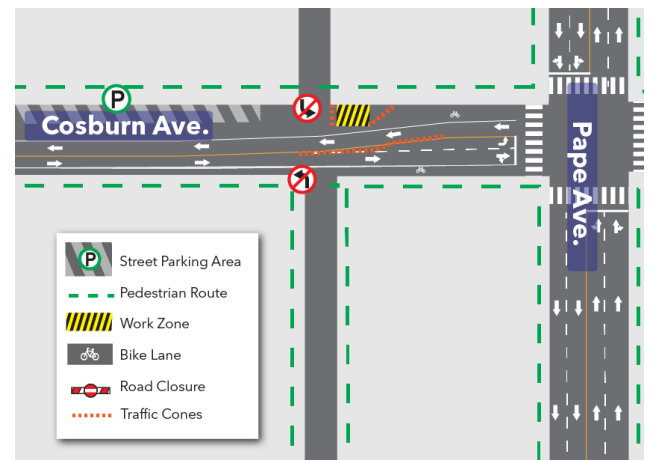 P
Cosburn Ave.
Pape Ave.
P
Street Parking Area
Pedestrian Route
Work Zone
Bike Lane
Road Closure
Traffic Cones